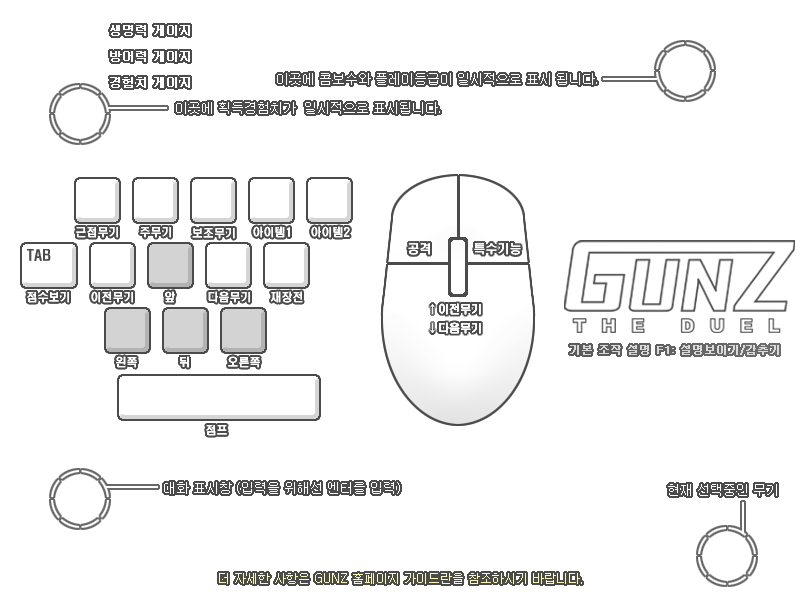 생명력 게이지
방어력 게이지
경험치 게이지
이곳에 콤보수와 플레이등급이 일시적으로 표시 됩니다.
이곳에 획득경험치가 일시적으로 표시됩니다.
근접무기 주무기 보조무기 아이템1 아이템2
공격 특수기능
TAB
점수보기 이전무기 앞 다음무기 재장전
↑이전무기
↓다음무기
GUNZ
THE DUEL
기본 조작 설명 F1: 설명보이기/감추기
왼쪽 뒤 오른쪽
점프
대화 표시창 (입력을 위해선 엔터를 입력)
현재 선택중인 무기
더 자세한 사항은 GUNZ 홈페이지 가이드란을 참조하시기 바랍니다.